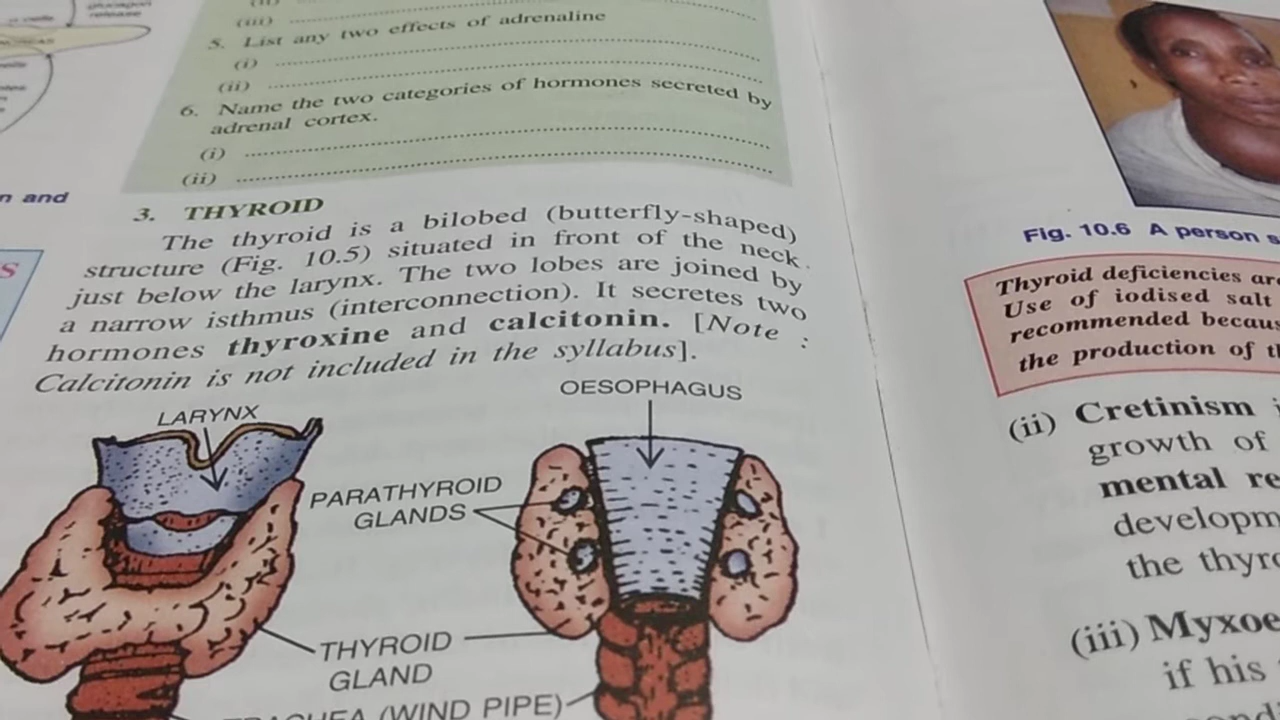 glucagon
release
(iii)
5. List any two effects of adrenaline
(i)
(ii)
6. Name the two categories of hormones secreted by
adrenal cortex.
(i)
(ii)
n and
S
3. THYROID
The thyroid is a bilobed (butterfly-shaped)
structure (Fig. 10.5) situated in front of the neck
just below the larynx. The two lobes are joined by
a narrow isthmus (interconnection). It secretes two
hormones thyroxine and calcitonin. [Note :
Calcitonin is not included in the syllabus].
LARYNX
OESOPHAGUS
PARATHYROID
GLANDS
THYROID
GLAND
(WIND PIPE)
Fig. 10.6 A person s
Thyroid deficiencies ar
Use of iodised salt
recommended becaus
the production of th
(ii) Cretinism i
growth of
mental re
developm
the thyro
(iii) Myxoe
if his